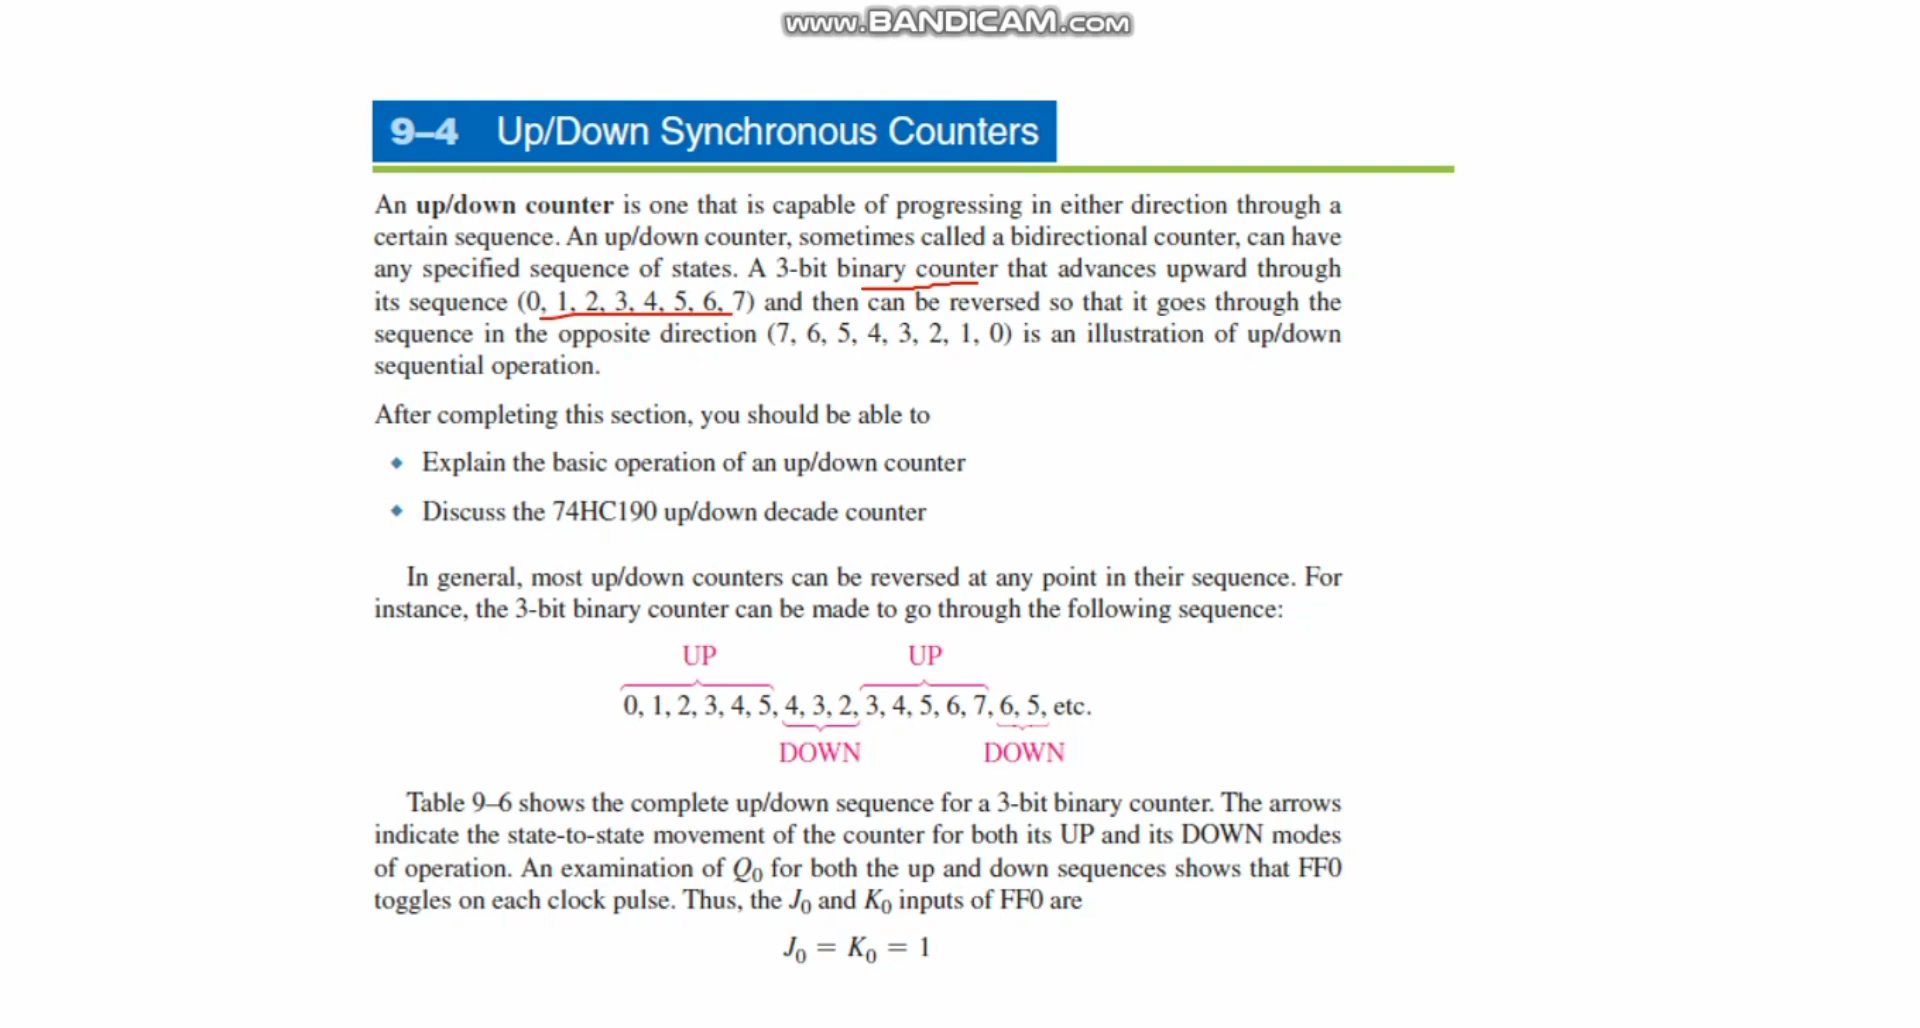 www.BANDICAM.com
9–4 Up/Down Synchronous Counters
An up/down counter is one that is capable of progressing in either direction through a
certain sequence. An up/down counter, sometimes called a bidirectional counter, can have
any specified sequence of states. A 3-bit binary counter that advances upward through
its sequence (0, 1, 2, 3, 4, 5, 6, 7) and then can be reversed so that it goes through the
sequence in the opposite direction (7, 6, 5, 4, 3, 2, 1, 0) is an illustration of up/down
sequential operation.
After completing this section, you should be able to
◆ Explain the basic operation of an up/down counter
◆ Discuss the 74HC190 up/down decade counter
In general, most up/down counters can be reversed at any point in their sequence. For
instance, the 3-bit binary counter can be made to go through the following sequence:
UP UP
0, 1, 2, 3, 4, 5, 4, 3, 2, 3, 4, 5, 6, 7, 6, 5, etc.
DOWN DOWN
Table 9–6 shows the complete up/down sequence for a 3-bit binary counter. The arrows
indicate the state-to-state movement of the counter for both its UP and its DOWN modes
of operation. An examination of Q₀ for both the up and down sequences shows that FF0
toggles on each clock pulse. Thus, the J₀ and K₀ inputs of FF0 are
J₀ = K₀ = 1